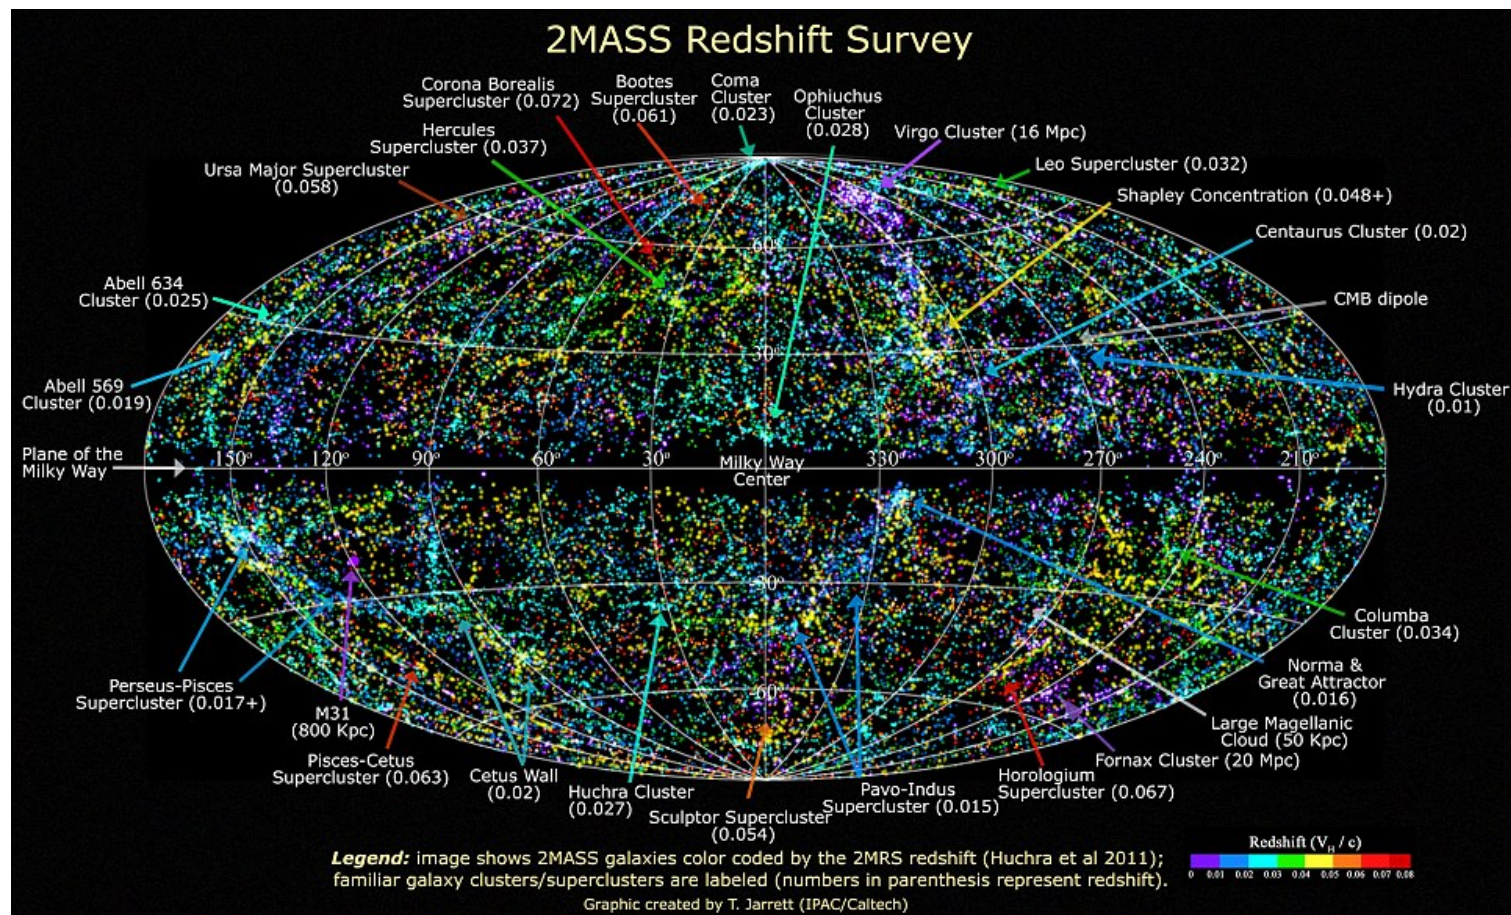 2MASS Redshift Survey
Corona Borealis
Supercluster (0.072)
Bootes
Supercluster
(0.061)
Coma
Cluster
(0.023)
Ophiuchus
Cluster
(0.028)
Hercules
Supercluster (0.037)
Virgo Cluster (16 Mpc)
Ursa Major Supercluster
(0.058)
Leo Supercluster (0.032)
Shapley Concentration (0.048+)
Centaurus Cluster (0.02)
60°
Abell 634
Cluster (0.025)
CMB dipole
30°
Abell 569
Cluster (0.019)
Hydra Cluster
(0.01)
Plane of the
Milky Way
150° 120° 90° 60° 30° Milky Way 330° 300° 270° 240° 210°
Center
-30°
Columba
Cluster (0.034)
Norma &
Great Attractor
(0.016)
Perseus-Pisces
Supercluster (0.017+)
-60°
M31
(800 Kpc)
Large Magellanic
Cloud (50 Kpc)
Pisces-Cetus
Supercluster (0.063)
Cetus Wall
(0.02)
Huchra Cluster
(0.027)
Sculptor Supercluster
(0.054)
Pavo-Indus
Supercluster (0.015)
Horologium
Supercluster (0.067)
Fornax Cluster (20 Mpc)
Legend: image shows 2MASS galaxies color coded by the 2MRS redshift (Huchra et al 2011);
familiar galaxy clusters/superclusters are labeled (numbers in parenthesis represent redshift).
Graphic created by T. Jarrett (IPAC/Caltech)
Redshift (V_H / c)
0 0.01 0.02 0.03 0.04 0.05 0.06 0.07 0.08